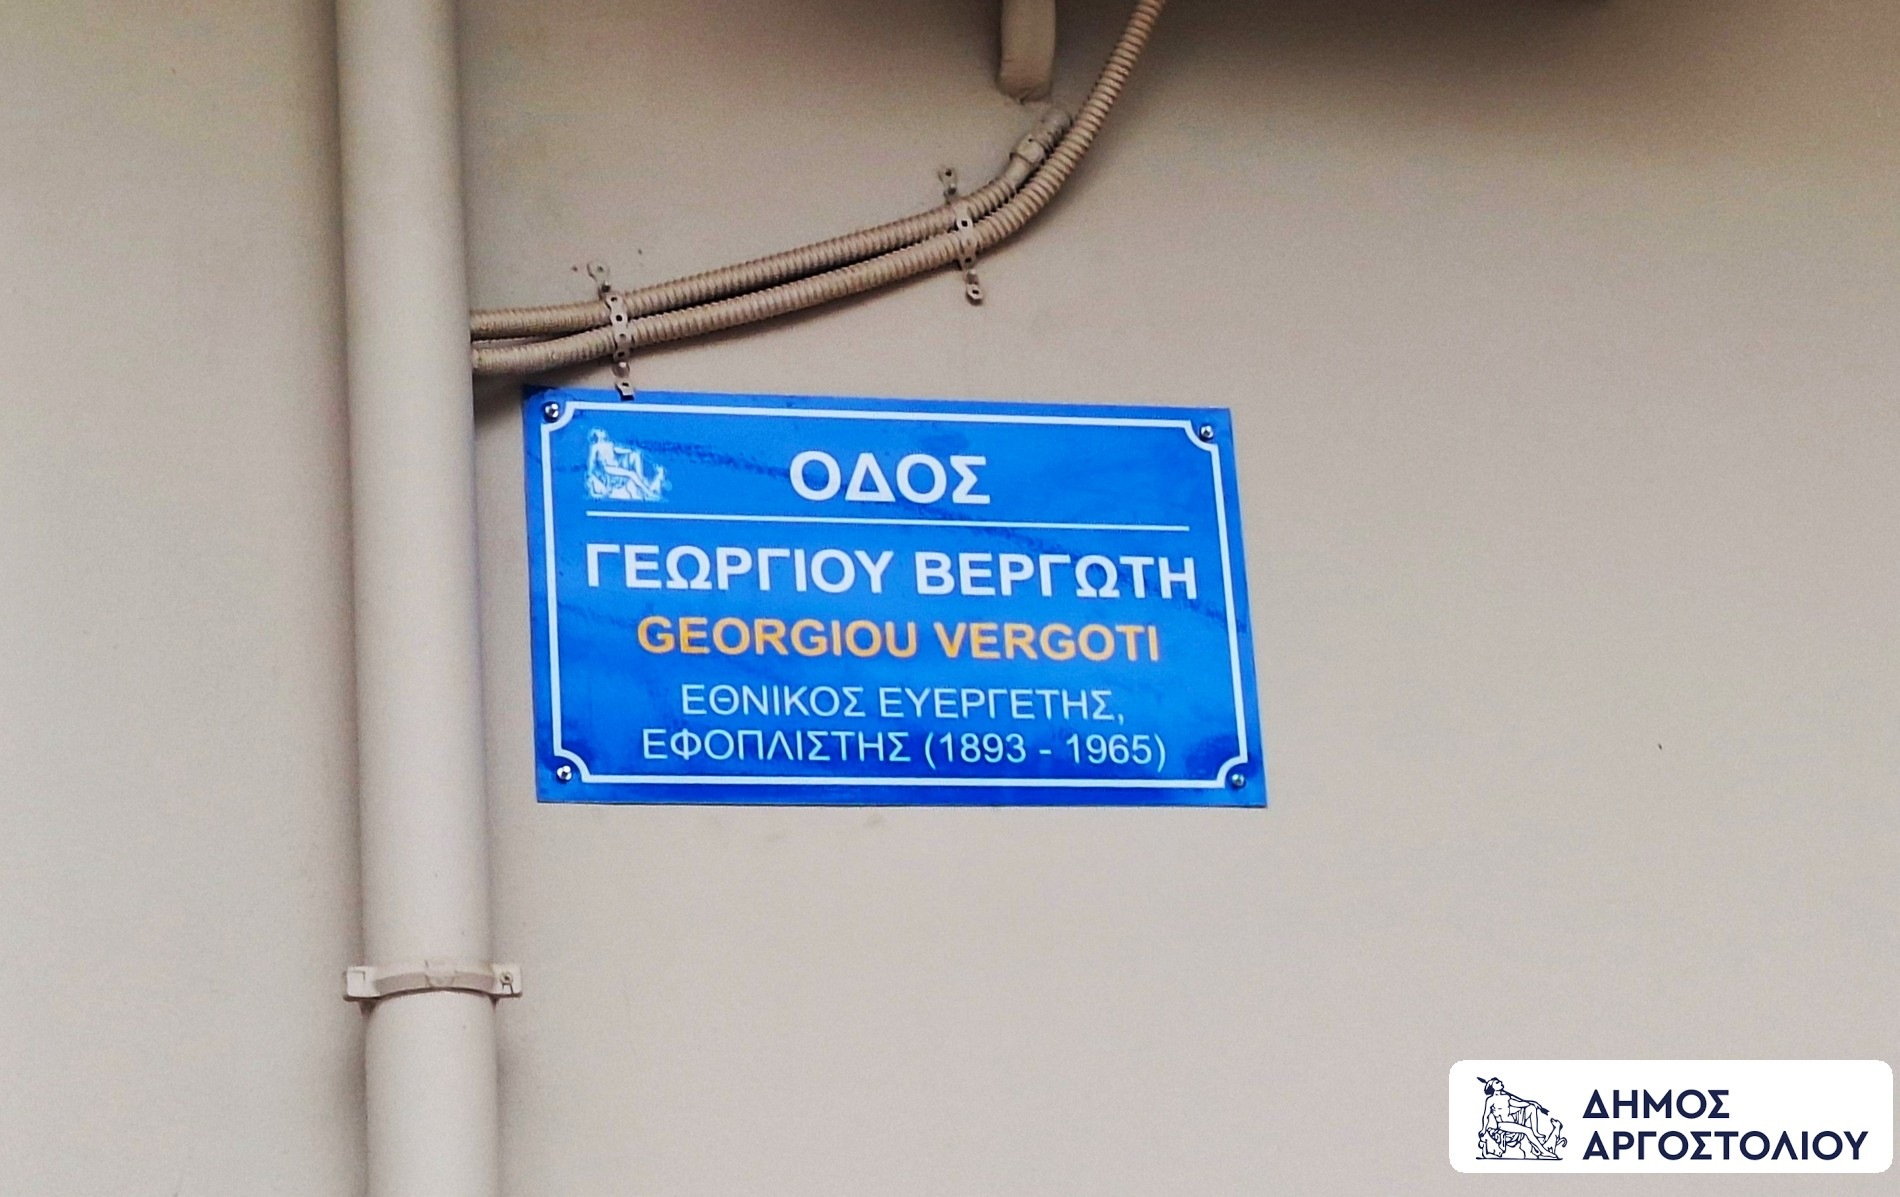 ΟΔΟΣ
ΓΕΩΡΓΙΟΥ ΒΕΡΓΩΤΗ
GEORGIOU VERGOTI
ΕΘΝΙΚΟΣ ΕΥΕΡΓΕΤΗΣ,
ΕΦΟΠΛΙΣΤΗΣ (1893 - 1965)
ΔΗΜΟΣ
ΑΡΓΟΣΤΟΛΙΟΥ